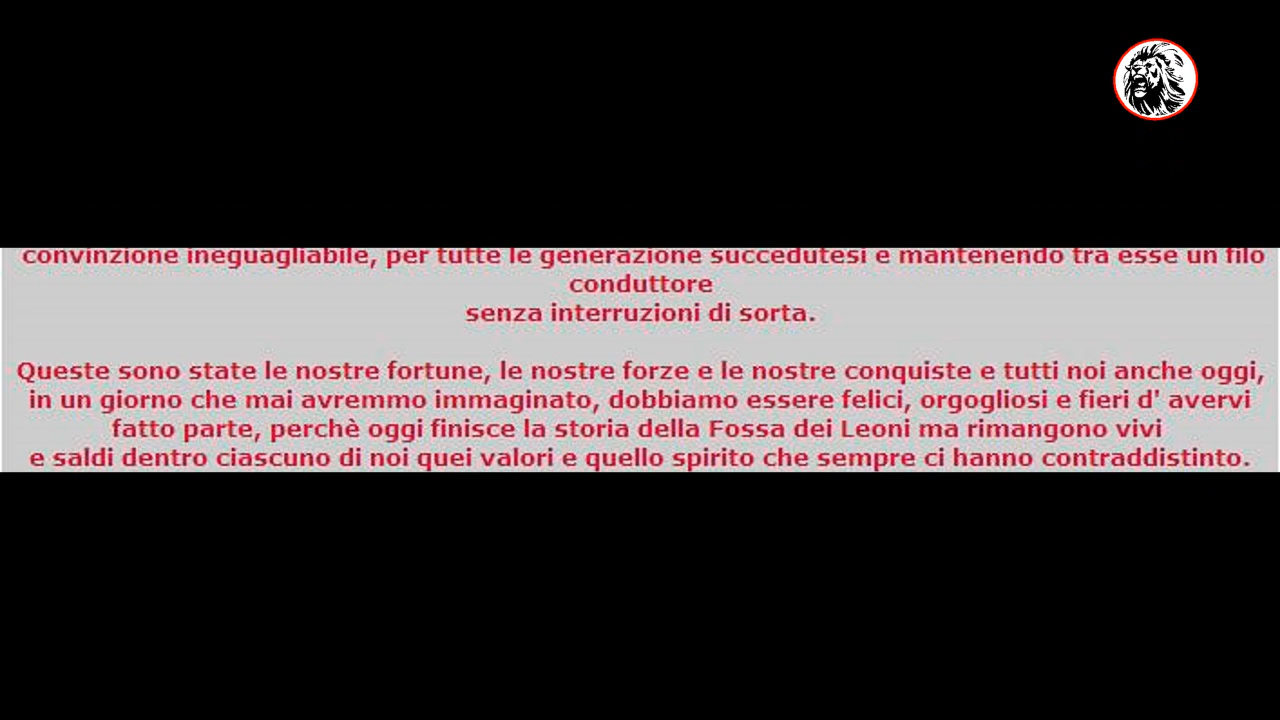 convinzione ineguagliabile, per tutte le generazione succedutesi e mantenendo tra esse un filo
conduttore
senza interruzioni di sorta.
Queste sono state le nostre fortune, le nostre forze e le nostre conquiste e tutti noi anche oggi,
in un giorno che mai avremmo immaginato, dobbiamo essere felici, orgogliosi e fieri d' avervi
fatto parte, perchè oggi finisce la storia della Fossa dei Leoni ma rimangono vivi
e saldi dentro ciascuno di noi quei valori e quello spirito che sempre ci hanno contraddistinto.